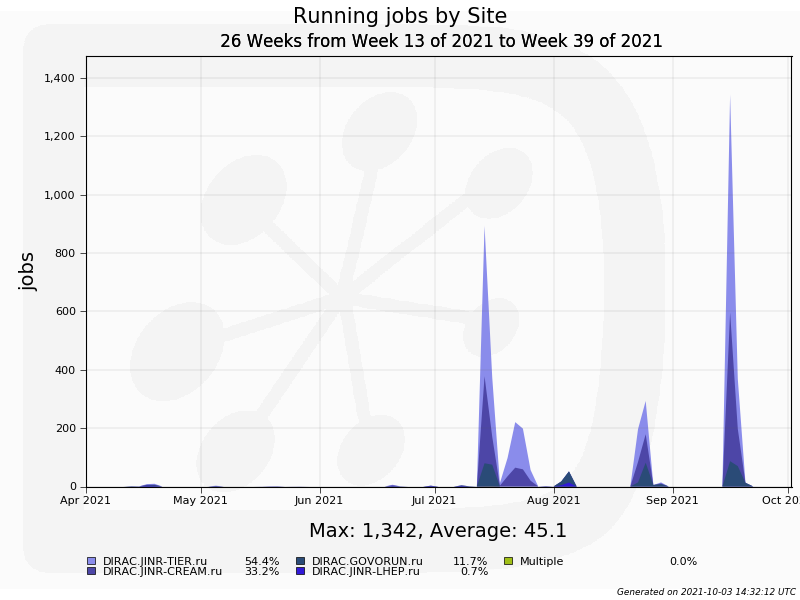 Running jobs by Site
26 Weeks from Week 13 of 2021 to Week 39 of 2021
1,400
1,200
1,000
800
600
400
200
0
jobs
Apr 2021 May 2021 Jun 2021 Jul 2021 Aug 2021 Sep 2021 Oct 20
Max: 1,342, Average: 45.1
DIRAC.JINR-TIER.ru 54.4% DIRAC.GOVORUN.ru 11.7% Multiple 0.0%
DIRAC.JINR-CREAM.ru 33.2% DIRAC.JINR-LHEP.ru 0.7%
Generated on 2021-10-03 14:32:12 UTC